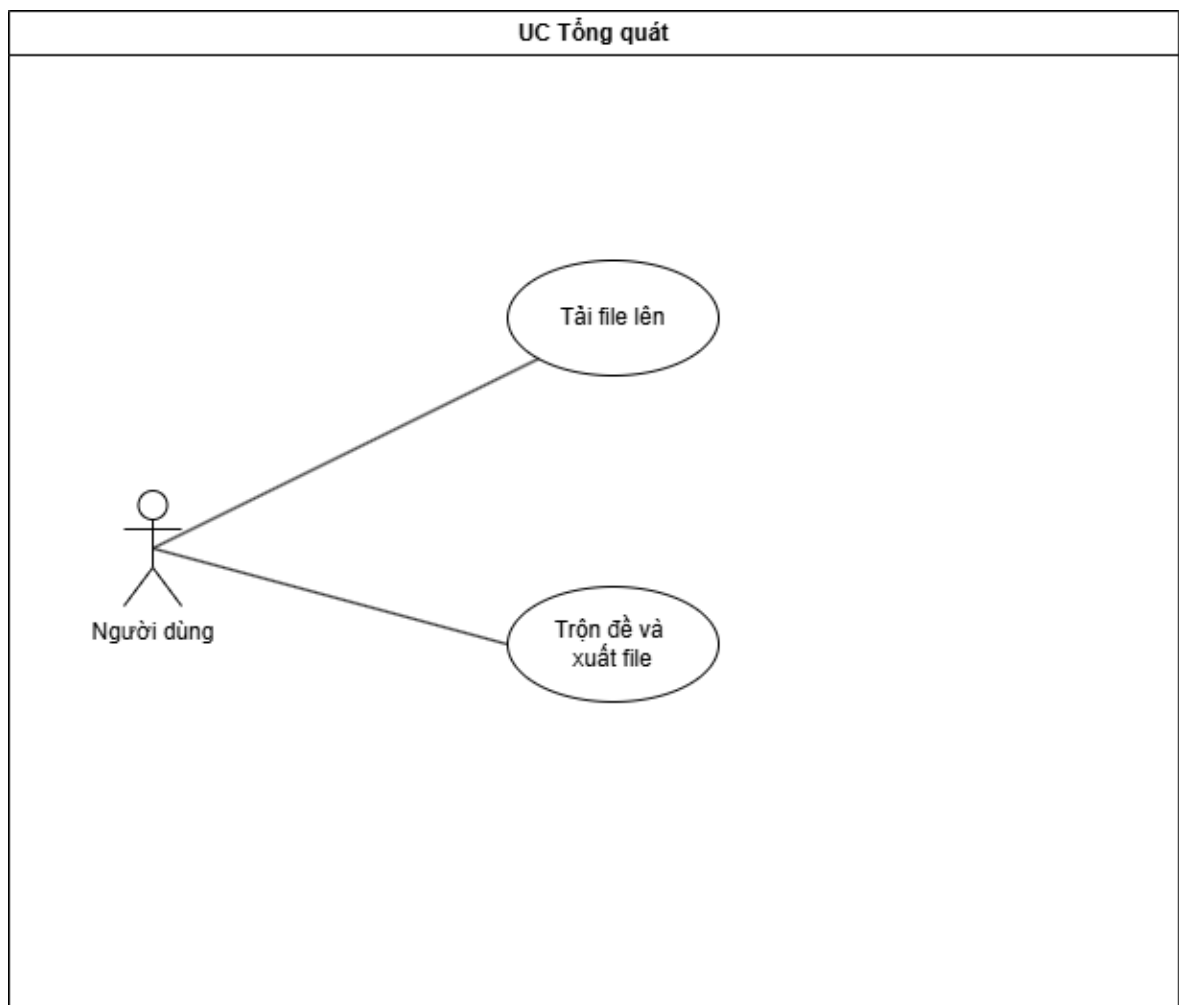 UC Tổng quát
Tải file lên
Người dùng
Trộn đề và
xuất file